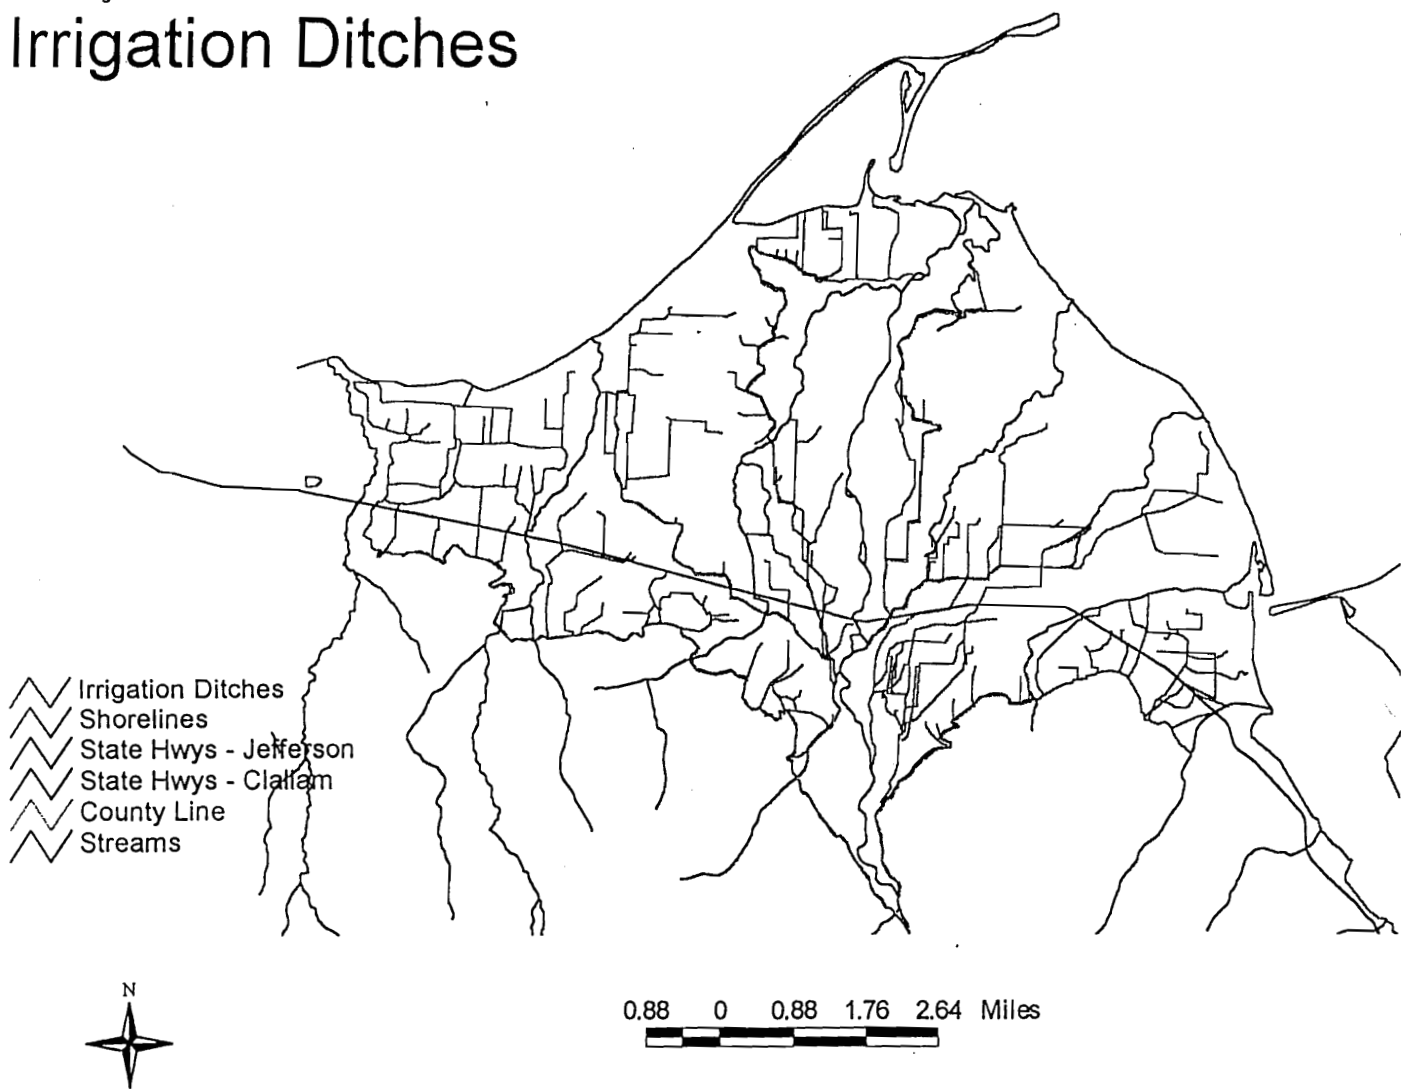 Irrigation Ditches
Irrigation Ditches
Shorelines
State Hwys - Jefferson
State Hwys - Clallam
County Line
Streams
N
0.88 0 0.88 1.76 2.64 Miles